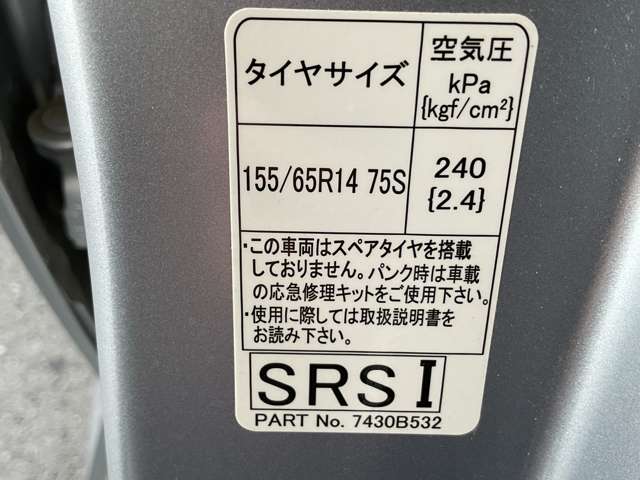 タイヤサイズ
空気圧
kPa
{kgf/cm²}
155/65R14 75S
240
{2.4}
・この車両はスペアタイヤを搭載
しておりません。パンク時は車載
の応急修理キットをご使用下さい。
・使用に際しては取扱説明書を
お読み下さい。
SRS I
PART No. 7430B532